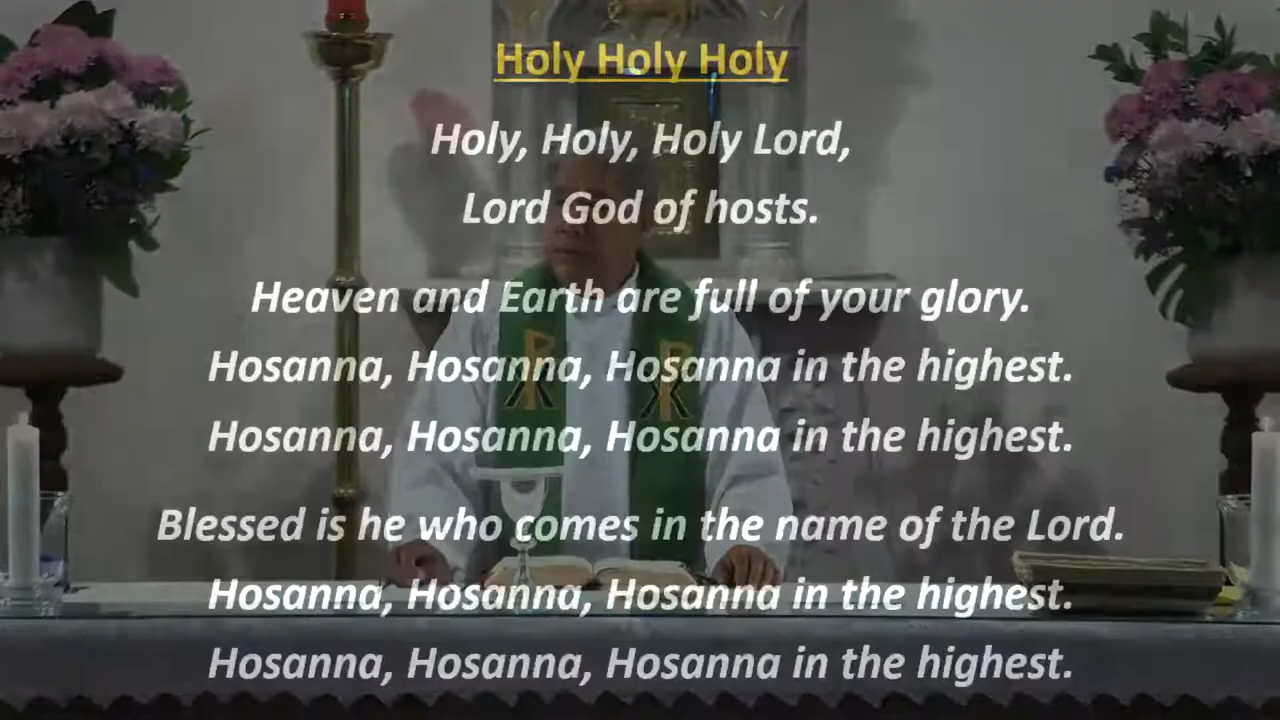 Holy Holy Holy
Holy, Holy, Holy Lord,
Lord God of hosts.
Heaven and Earth are full of your glory.
Hosanna, Hosanna, Hosanna in the highest.
Hosanna, Hosanna, Hosanna in the highest.
Blessed is he who comes in the name of the Lord.
Hosanna, Hosanna, Hosanna in the highest.
Hosanna, Hosanna, Hosanna in the highest.